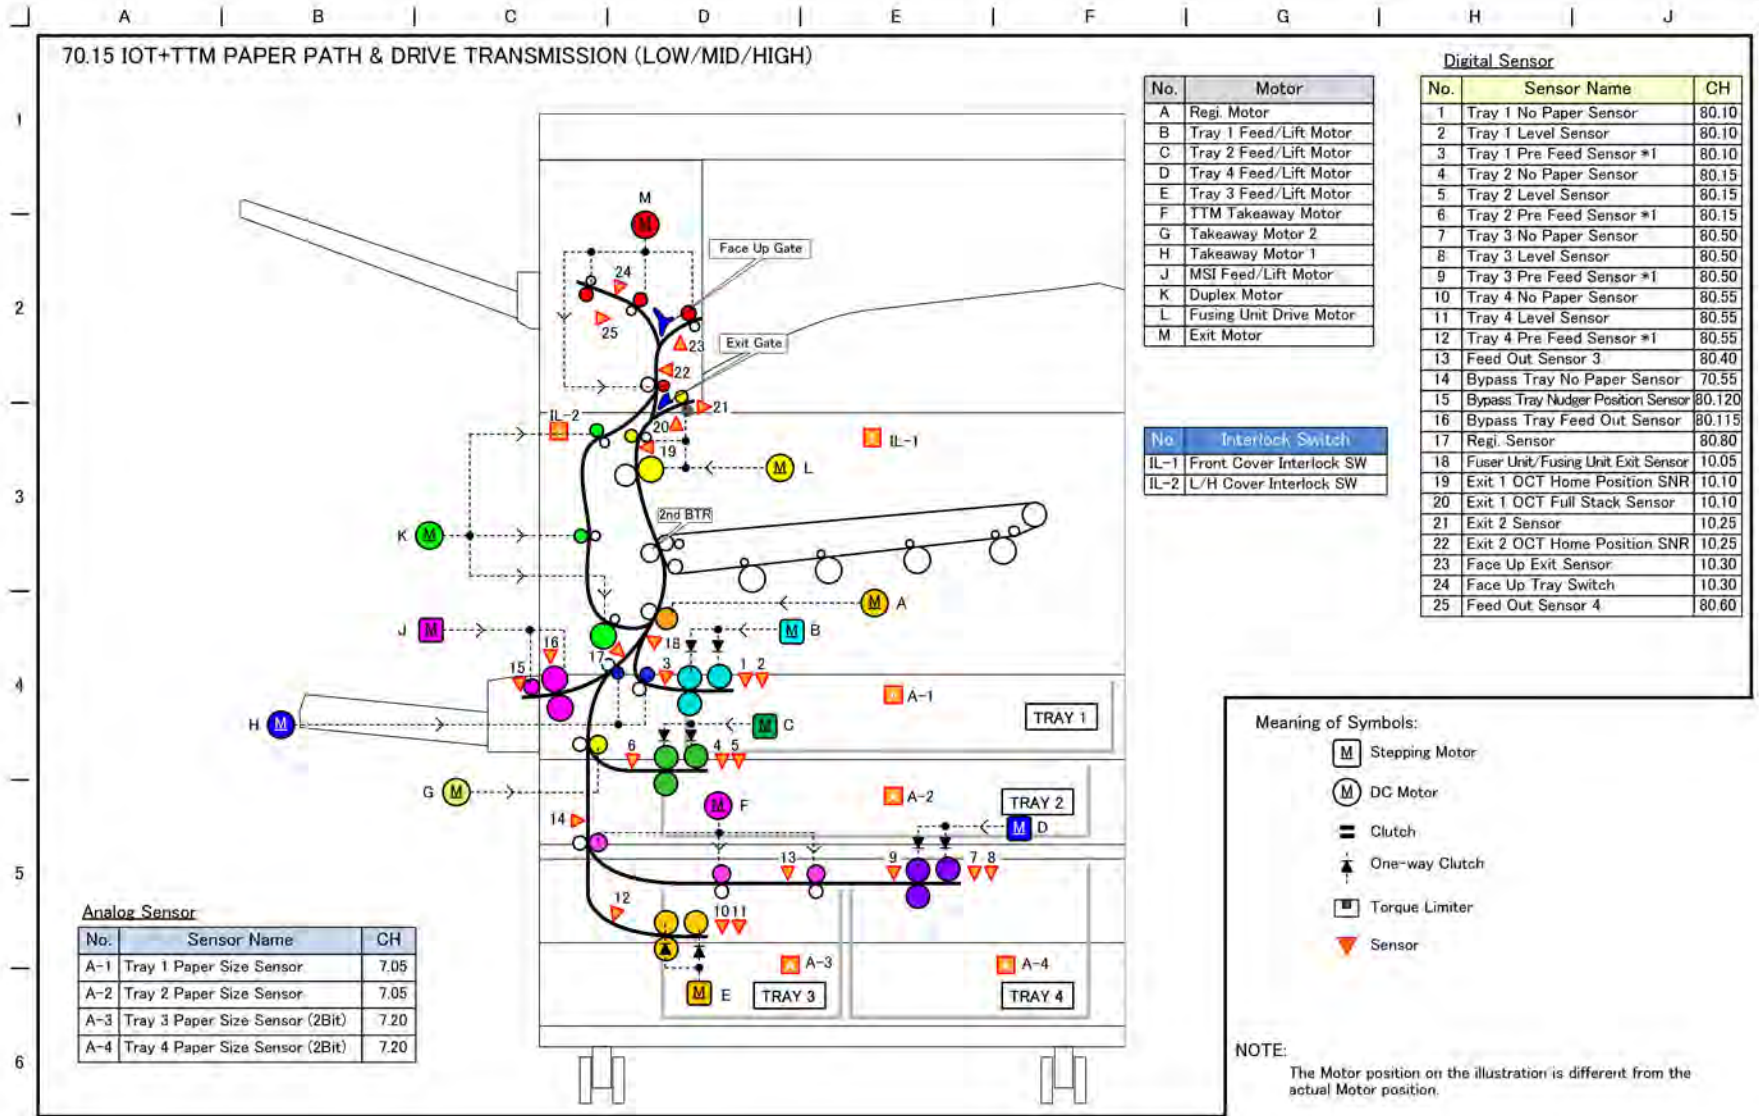 A B C D E F G H J
70.15 IOT+TTM PAPER PATH & DRIVE TRANSMISSION (LOW/MID/HIGH)
1
2
3
4
5
6
No. Motor
A Regi. Motor
B Tray 1 Feed/Lift Motor
C Tray 2 Feed/Lift Motor
D Tray 4 Feed/Lift Motor
E Tray 3 Feed/Lift Motor
F TTM Takeaway Motor
G Takeaway Motor 2
H Takeaway Motor 1
J MSI Feed/Lift Motor
K Duplex Motor
L Fusing Unit Drive Motor
M Exit Motor
No. Interlock Switch
IL-1 Front Cover Interlock SW
IL-2 L/H Cover Interlock SW
Digital Sensor
No. Sensor Name CH
1 Tray 1 No Paper Sensor 80.10
2 Tray 1 Level Sensor 80.10
3 Tray 1 Pre Feed Sensor *1 80.10
4 Tray 2 No Paper Sensor 80.15
5 Tray 2 Level Sensor 80.15
6 Tray 2 Pre Feed Sensor *1 80.15
7 Tray 3 No Paper Sensor 80.50
8 Tray 3 Level Sensor 80.50
9 Tray 3 Pre Feed Sensor *1 80.50
10 Tray 4 No Paper Sensor 80.55
11 Tray 4 Level Sensor 80.55
12 Tray 4 Pre Feed Sensor *1 80.55
13 Feed Out Sensor 3 80.40
14 Bypass Tray No Paper Sensor 70.55
15 Bypass Tray Nudger Position Sensor 80.120
16 Bypass Tray Feed Out Sensor 80.115
17 Regi. Sensor 80.80
18 Fuser Unit/Fusing Unit Exit Sensor 10.05
19 Exit 1 OCT Home Position SNR 10.10
20 Exit 1 OCT Full Stack Sensor 10.10
21 Exit 2 Sensor 10.25
22 Exit 2 OCT Home Position SNR 10.25
23 Face Up Exit Sensor 10.30
24 Face Up Tray Switch 10.30
25 Feed Out Sensor 4 80.60
M
M
Face Up Gate
24
25
23
Exit Gate
22
21
IL-2
20
IL-1
19
M L
2nd BTR
K M
M A
J M
16
18
M B
17
15
3
1 2
A-1
TRAY 1
H M
M C
6
4 5
G M
M F
A-2
TRAY 2
M D
14
13
9
7 8
12
10 11
A-3
A-4
M E
TRAY 3
TRAY 4
Analog Sensor
No. Sensor Name CH
A-1 Tray 1 Paper Size Sensor 7.05
A-2 Tray 2 Paper Size Sensor 7.05
A-3 Tray 3 Paper Size Sensor (2Bit) 7.20
A-4 Tray 4 Paper Size Sensor (2Bit) 7.20
Meaning of Symbols:
M Stepping Motor
M DC Motor
Clutch
One-way Clutch
Torque Limiter
Sensor
NOTE:
The Motor position on the illustration is different from the
actual Motor position.